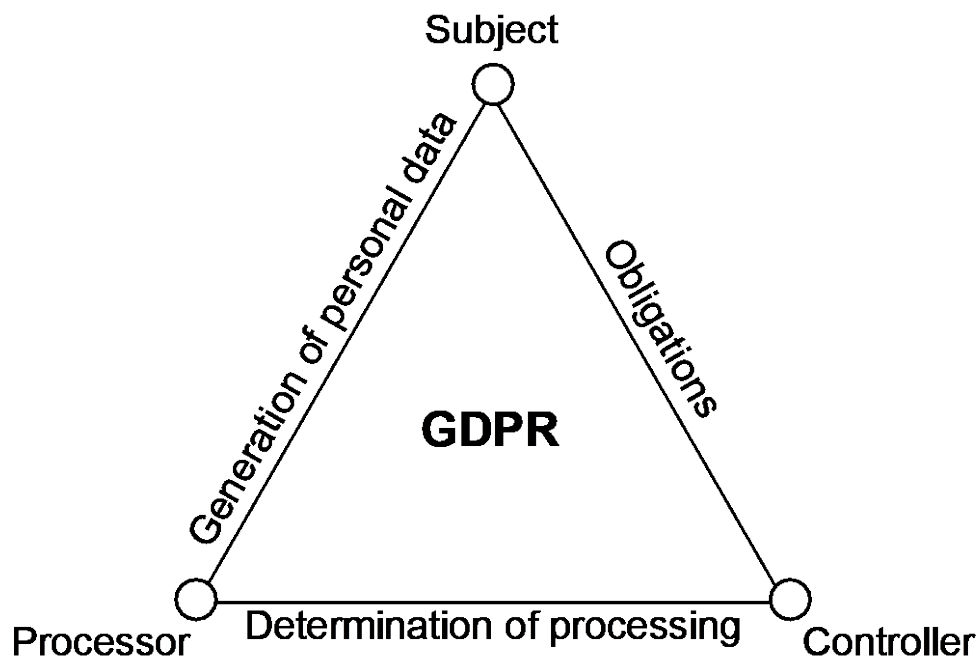 Subject
Generation of personal data
Obligations
GDPR
Processor
Determination of processing
Controller